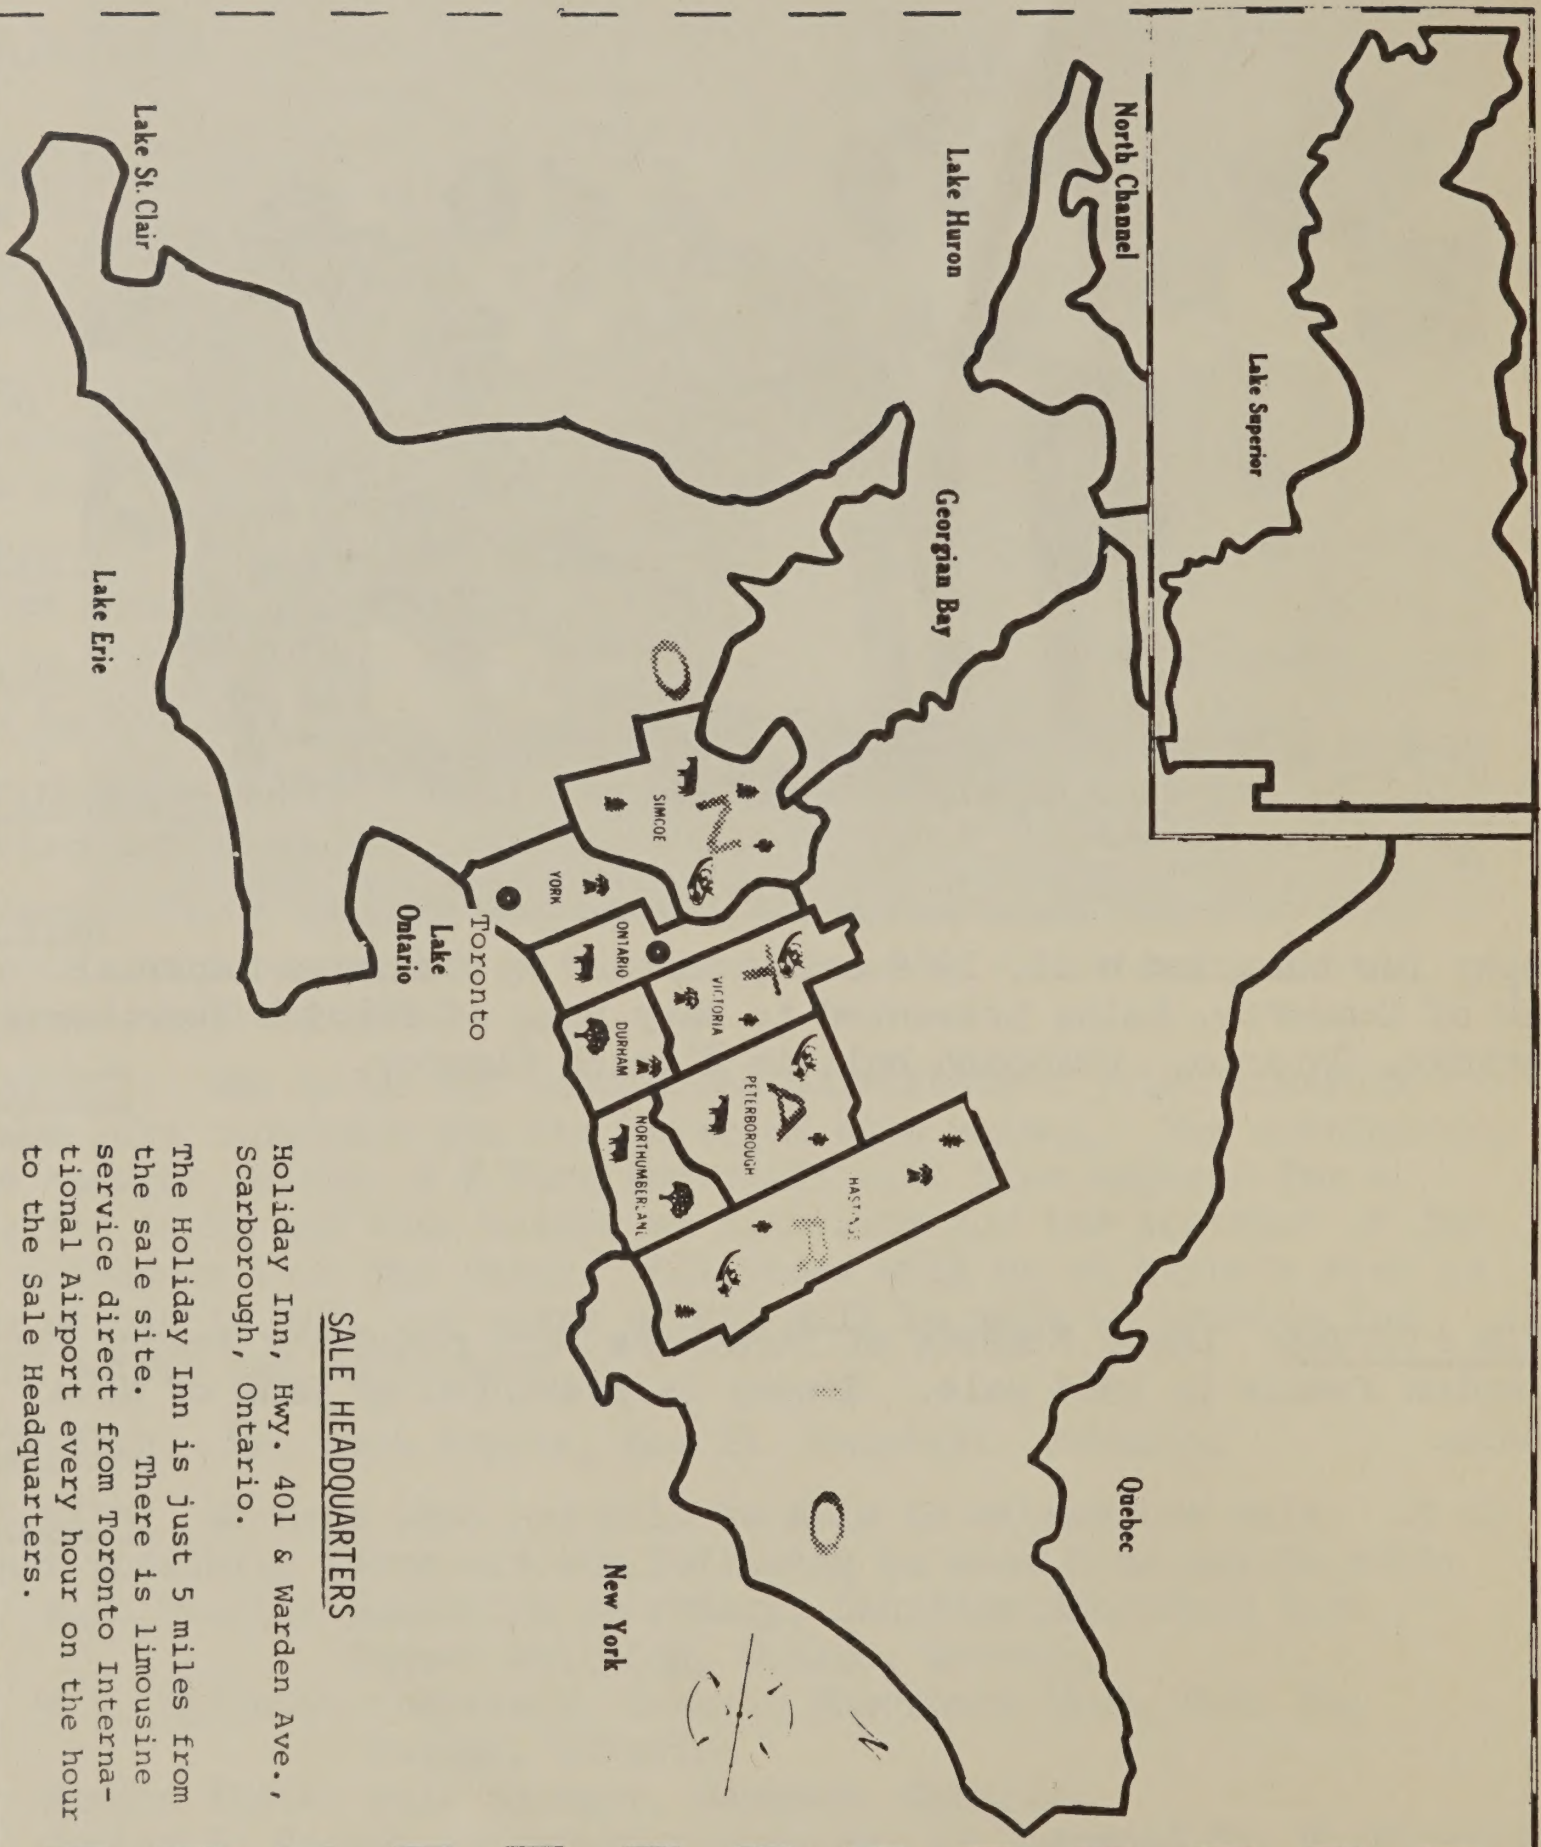 Lake Superior
North Channel
Lake Huron
Georgian Bay
Quebec
Lake St. Clair
Lake Erie
ONTARIO
SIMCOE
YORK
ONTARIO
VICTORIA
DURHAM
PETERBOROUGH
NORTHUMBERLAND
HASTINGS
Toronto
Lake
Ontario
New York
N
SALE HEADQUARTERS
Holiday Inn, Hwy. 401 & Warden Ave.,
Scarborough, Ontario.
The Holiday Inn is just 5 miles from
the sale site. There is limousine
service direct from Toronto Interna-
tional Airport every hour on the hour
to the Sale Headquarters.